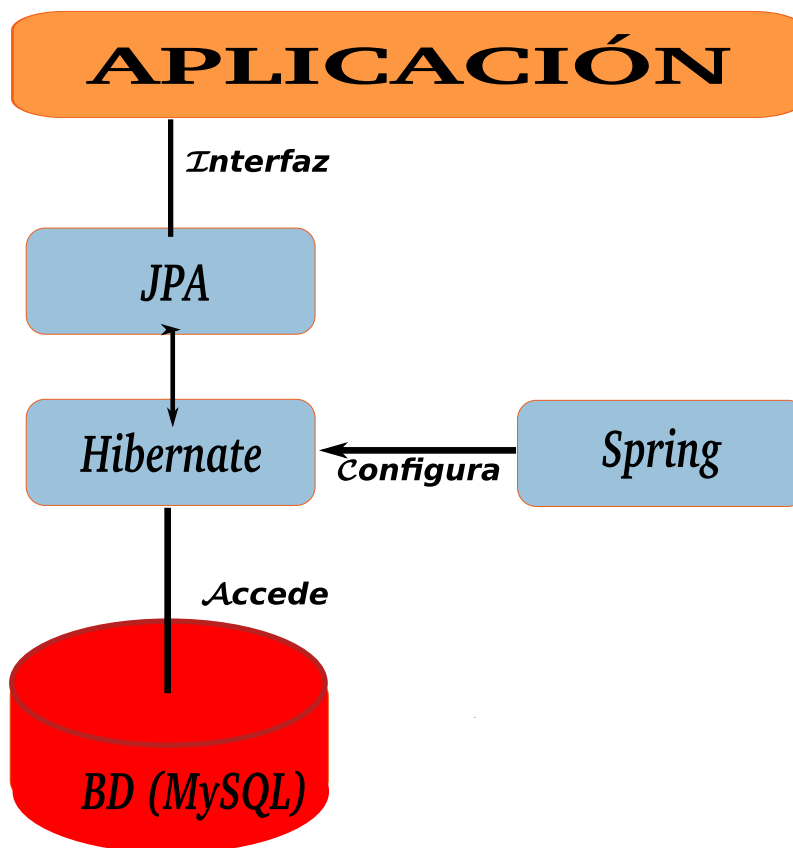 APLICACIÓN
Interfaz
JPA
Hibernate
Configura
Spring
Accede
BD (MySQL)